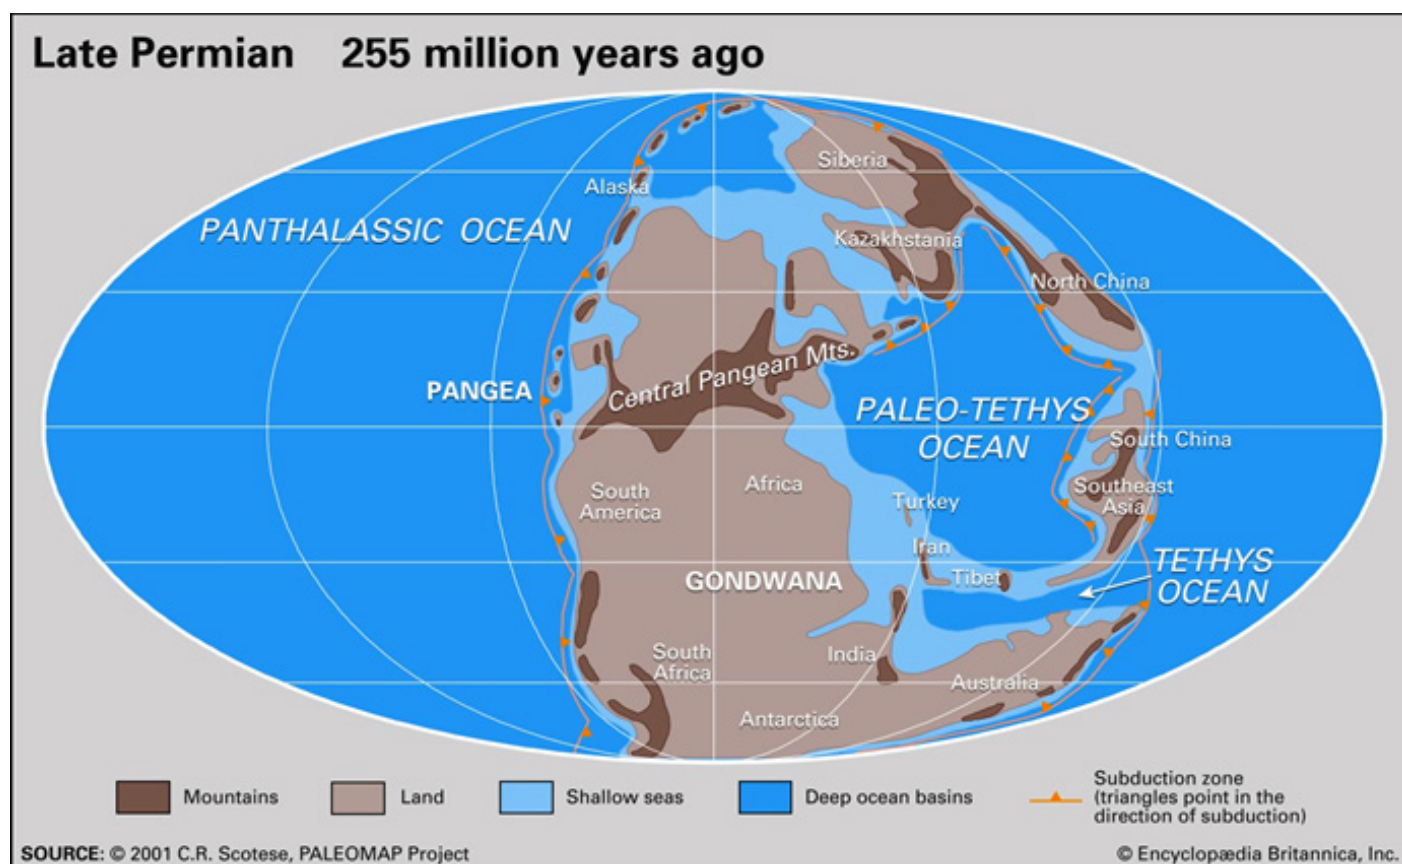 Late Permian 255 million years ago
Siberia
Alaska
PANTHALASSIC OCEAN
Kazakhstania
North China
Central Pangean Mts.
PANGEA
PALEO-TETHYS
OCEAN
South China
South
America
Africa
Turkey
Southeast
Asia
Iran
Tibet
GONDWANA
TETHYS
OCEAN
South
Africa
India
Australia
Antarctica
Mountains
Land
Shallow seas
Deep ocean basins
Subduction zone
(triangles point in the
direction of subduction)
SOURCE: © 2001 C.R. Scotese, PALEOMAP Project
© Encyclopædia Britannica, Inc.